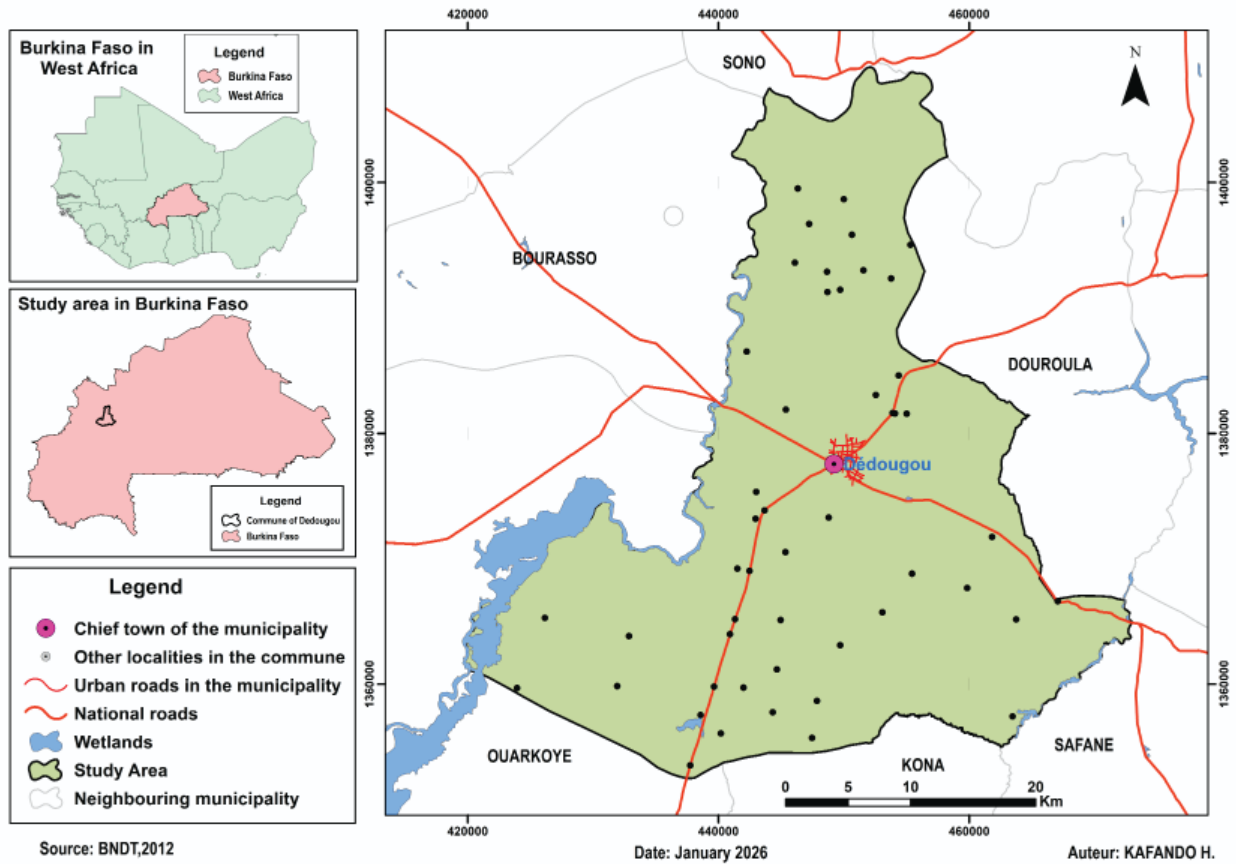 Burkina Faso in
West Africa
Legend
Burkina Faso
West Africa
Study area in Burkina Faso
Legend
Commune of Dedougou
Burkina Faso
Legend
Chief town of the municipality
Other localities in the commune
Urban roads in the municipality
National roads
Wetlands
Study Area
Neighbouring municipality
Source: BNDT,2012
420000
440000
460000
1400000
1380000
1360000
SONO
N
BOURASSO
DOUROULA
Dédougou
OUARKOYE
KONA
SAFANE
0
5
10
20
Km
1400000
1380000
1360000
420000
440000
460000
Date: January 2026
Auteur: KAFANDO H.